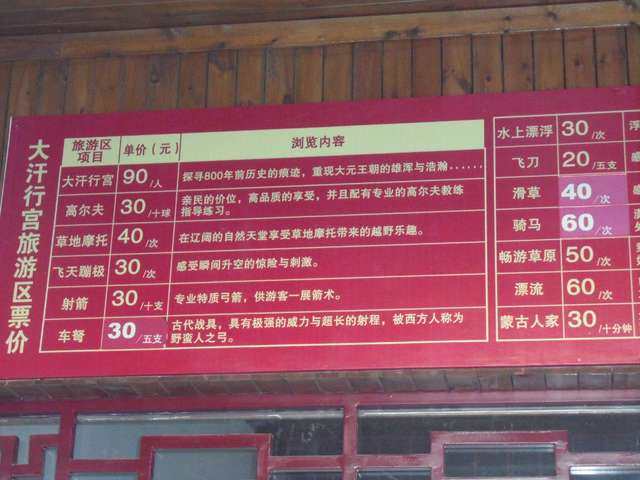 大汗行宫旅游区票价
旅游区项目 单价（元） 浏览内容
大汗行宫 90/人 探寻800年前历史的痕迹，重现大元王朝的雄浑与浩瀚……
高尔夫 30/十球 亲民的价位，高品质的享受，并且配有专业的高尔夫教练
指导练习。
草地摩托 40/次 在辽阔的自然天堂享受草地摩托带来的越野乐趣。
飞天蹦极 30/次 感受瞬间升空的惊险与刺激。
射箭 30/十支 专业特质弓箭，供游客一展箭术。
车弩 30/五支 古代战具，具有极强的威力与超长的射程，被西方人称为
野蛮人之弓。
水上漂浮 30/次
飞刀 20/五支
滑草 40/次
骑马 60/次
畅游草原 50/次
漂流 60/次
蒙古人家 30/十分钟